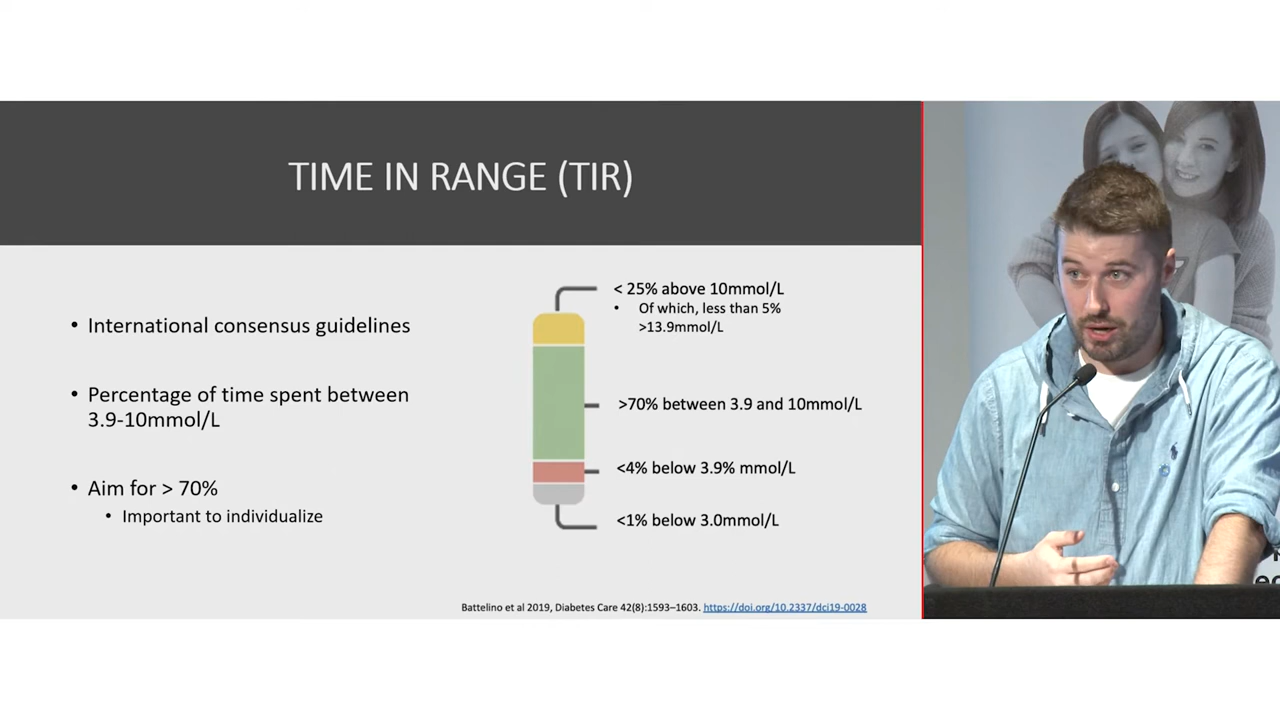 TIME IN RANGE (TIR)
• International consensus guidelines
• Percentage of time spent between
3.9-10mmol/L
• Aim for > 70%
• Important to individualize
< 25% above 10mmol/L
• Of which, less than 5%
>13.9mmol/L
>70% between 3.9 and 10mmol/L
<4% below 3.9% mmol/L
<1% below 3.0mmol/L
Battelino et al 2019, Diabetes Care 42(8):1593–1603. https://doi.org/10.2337/dci19-0028